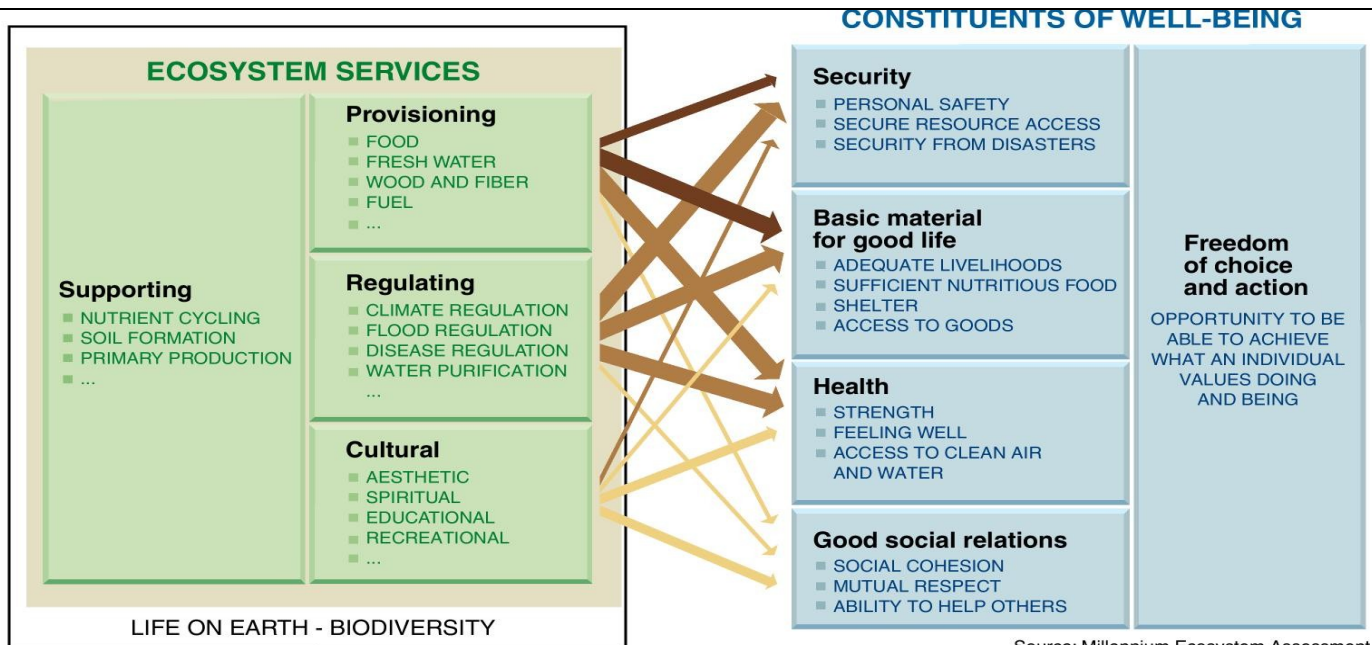 CONSTITUENTS OF WELL-BEING
ECOSYSTEM SERVICES
Supporting
NUTRIENT CYCLING
SOIL FORMATION
PRIMARY PRODUCTION
...
Provisioning
FOOD
FRESH WATER
WOOD AND FIBER
FUEL
...
Regulating
CLIMATE REGULATION
FLOOD REGULATION
DISEASE REGULATION
WATER PURIFICATION
...
Cultural
AESTHETIC
SPIRITUAL
EDUCATIONAL
RECREATIONAL
...
LIFE ON EARTH - BIODIVERSITY
Security
PERSONAL SAFETY
SECURE RESOURCE ACCESS
SECURITY FROM DISASTERS
Basic material
for good life
ADEQUATE LIVELIHOODS
SUFFICIENT NUTRITIOUS FOOD
SHELTER
ACCESS TO GOODS
Health
STRENGTH
FEELING WELL
ACCESS TO CLEAN AIR
AND WATER
Good social relations
SOCIAL COHESION
MUTUAL RESPECT
ABILITY TO HELP OTHERS
Freedom
of choice
and action
OPPORTUNITY TO BE
ABLE TO ACHIEVE
WHAT AN INDIVIDUAL
VALUES DOING
AND BEING
Source: Millennium Ecosystem Assessment